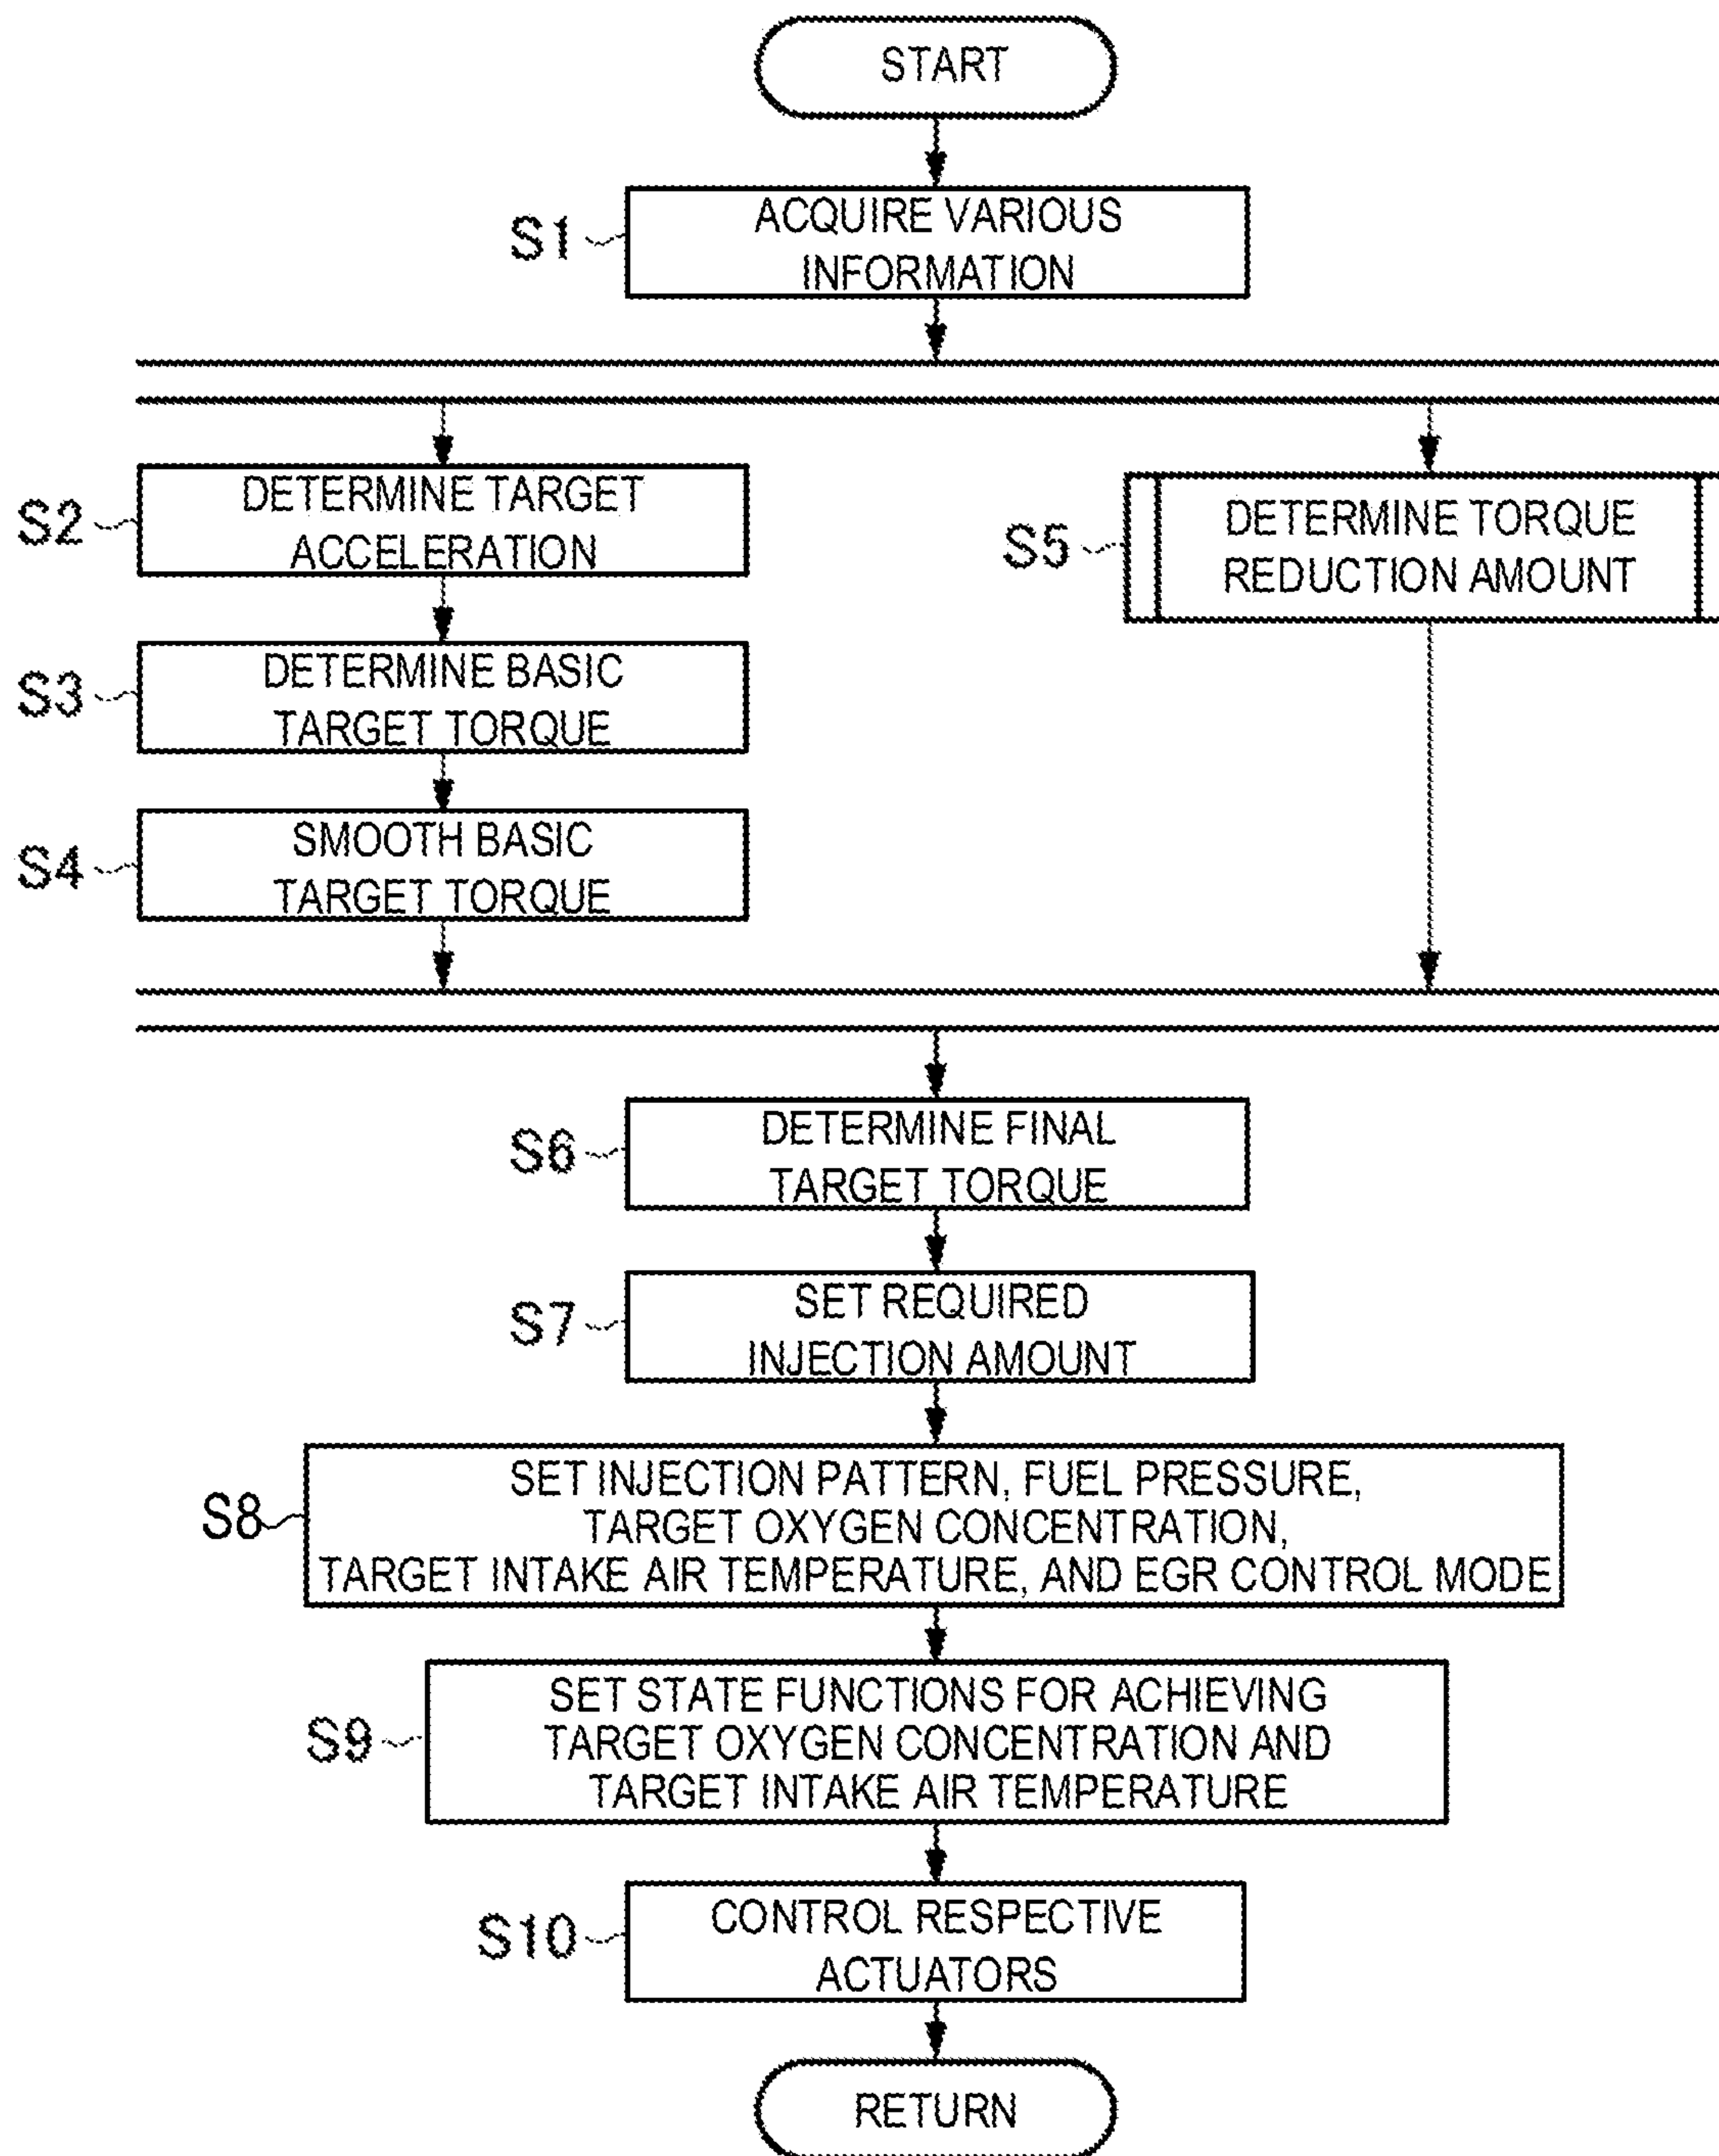 START
S1
ACQUIRE VARIOUS
INFORMATION
S2
DETERMINE TARGET
ACCELERATION
S3
DETERMINE BASIC
TARGET TORQUE
S4
SMOOTH BASIC
TARGET TORQUE
S5
DETERMINE TORQUE
REDUCTION AMOUNT
S6
DETERMINE FINAL
TARGET TORQUE
S7
SET REQUIRED
INJECTION AMOUNT
S8
SET INJECTION PATTERN, FUEL PRESSURE,
TARGET OXYGEN CONCENTRATION,
TARGET INTAKE AIR TEMPERATURE, AND EGR CONTROL MODE
S9
SET STATE FUNCTIONS FOR ACHIEVING
TARGET OXYGEN CONCENTRATION AND
TARGET INTAKE AIR TEMPERATURE
S10
CONTROL RESPECTIVE
ACTUATORS
RETURN